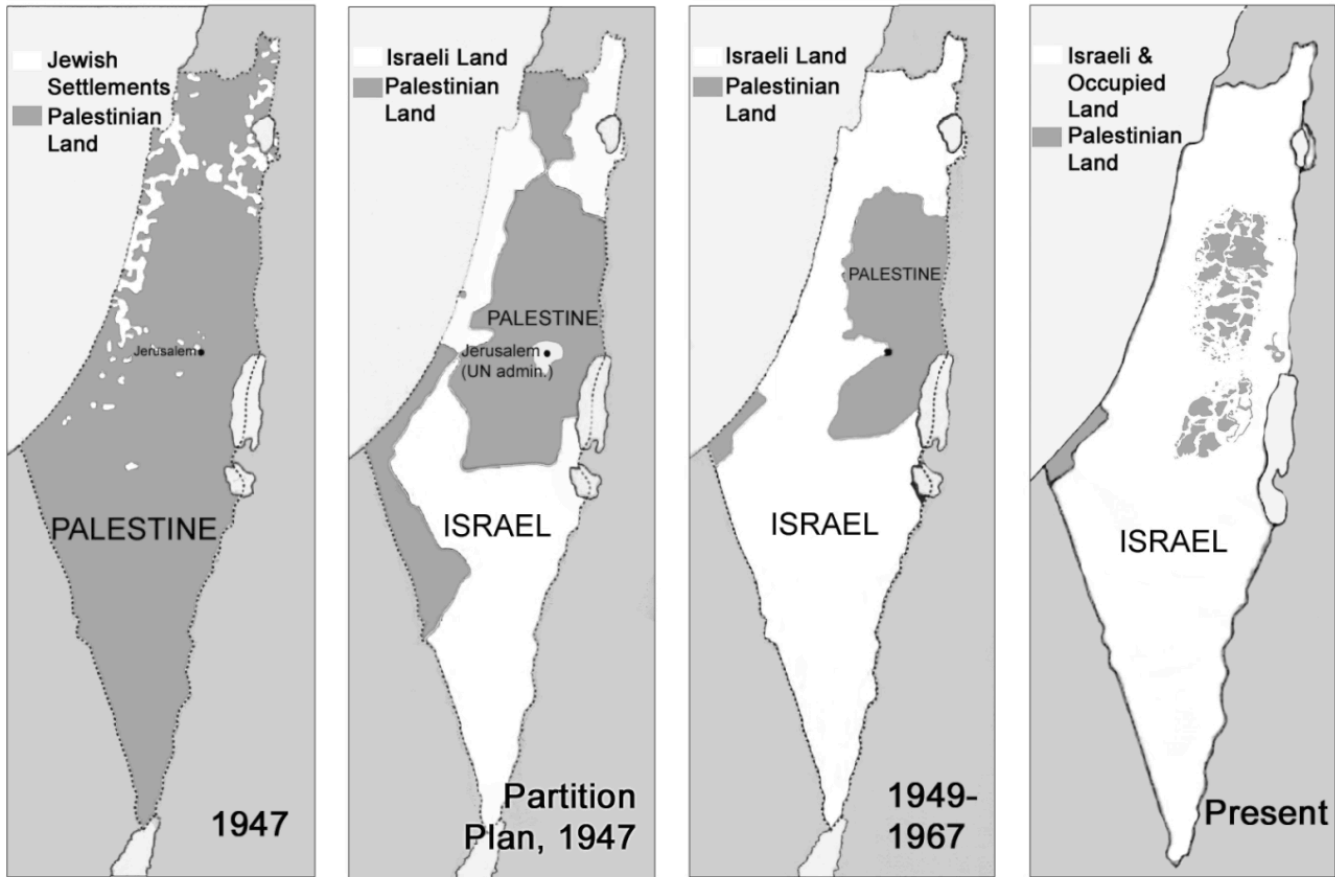 Jewish
Settlements
Palestinian
Land
Jerusalem
PALESTINE
1947
Israeli Land
Palestinian
Land
PALESTINE
Jerusalem
(UN admin.)
ISRAEL
Partition
Plan, 1947
Israeli Land
Palestinian
Land
PALESTINE
ISRAEL
1949-
1967
Israeli &
Occupied
Land
Palestinian
Land
ISRAEL
Present